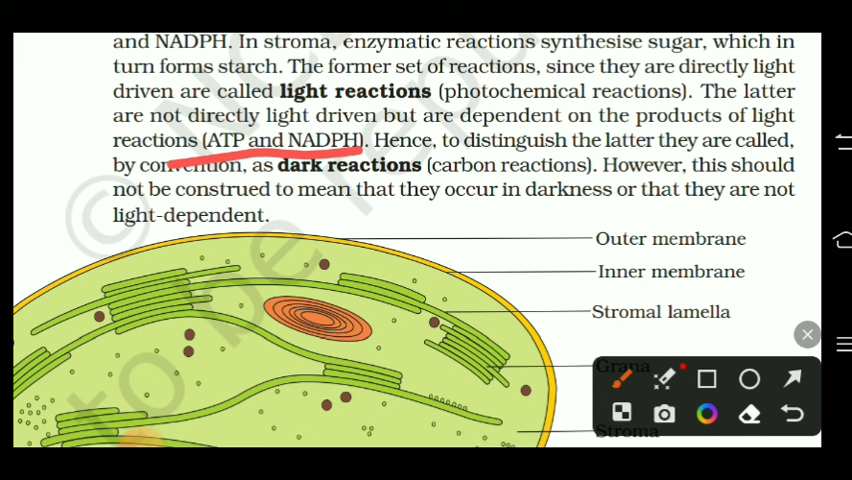 and NADPH. In stroma, enzymatic reactions synthesise sugar, which in
turn forms starch. The former set of reactions, since they are directly light
driven are called light reactions (photochemical reactions). The latter
are not directly light driven but are dependent on the products of light
reactions (ATP and NADPH). Hence, to distinguish the latter they are called,
by convention, as dark reactions (carbon reactions). However, this should
not be construed to mean that they occur in darkness or that they are not
light-dependent.
Outer membrane
Inner membrane
Stromal lamella
Grana
Stroma
©
to be rep